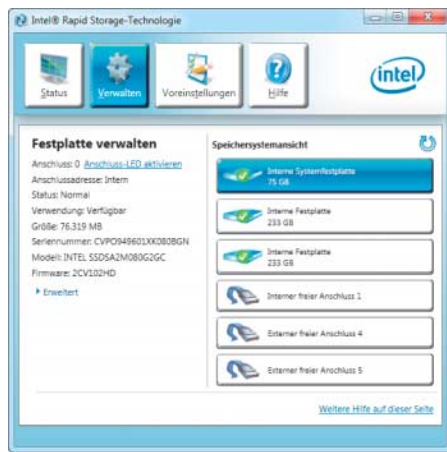 Intel® Rapid Storage-Technologie
Status
Verwalten
Voreinstellungen
Hilfe
intel
Festplatte verwalten
Anschluss: 0 Anschluss-LED aktivieren
Anschlussadresse: Intern
Status: Normal
Verwendung: Verfügbar
Größe: 76.319 MB
Seriennummer: CVPO949601XK080BGN
Modell: INTEL SSDSA2M080G2GC
Firmware: 2CV102HD
Erweitert
Speichersystemansicht
Interne Systemfestplatte
75 GB
Interne Festplatte
233 GB
Interne Festplatte
233 GB
Interner freier Anschluss 1
Externer freier Anschluss 4
Externer freier Anschluss 5
Weitere Hilfe auf dieser Seite